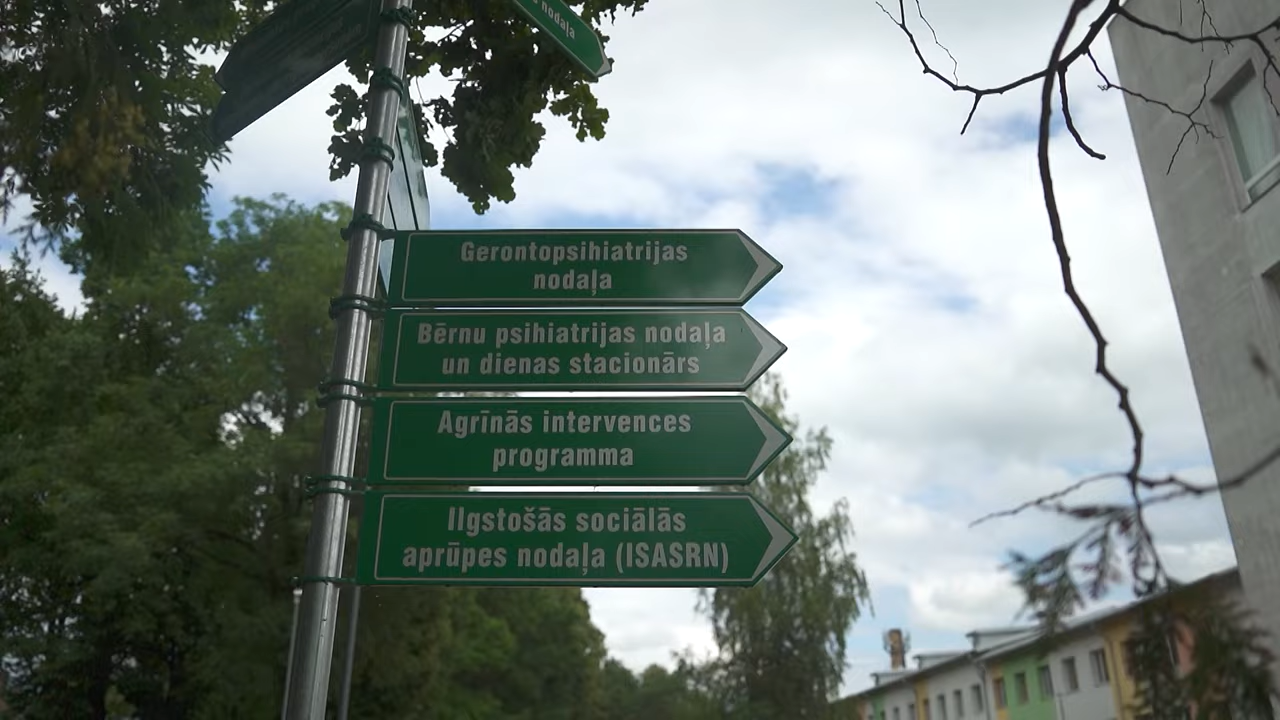 nodaļa
Gerontopsihiatrijas
nodaļa
Bērnu psihiatrijas nodaļa
un dienas stacionārs
Agrīnās intervences
programma
Ilgstošās sociālās
aprūpes nodaļa (ISASRN)